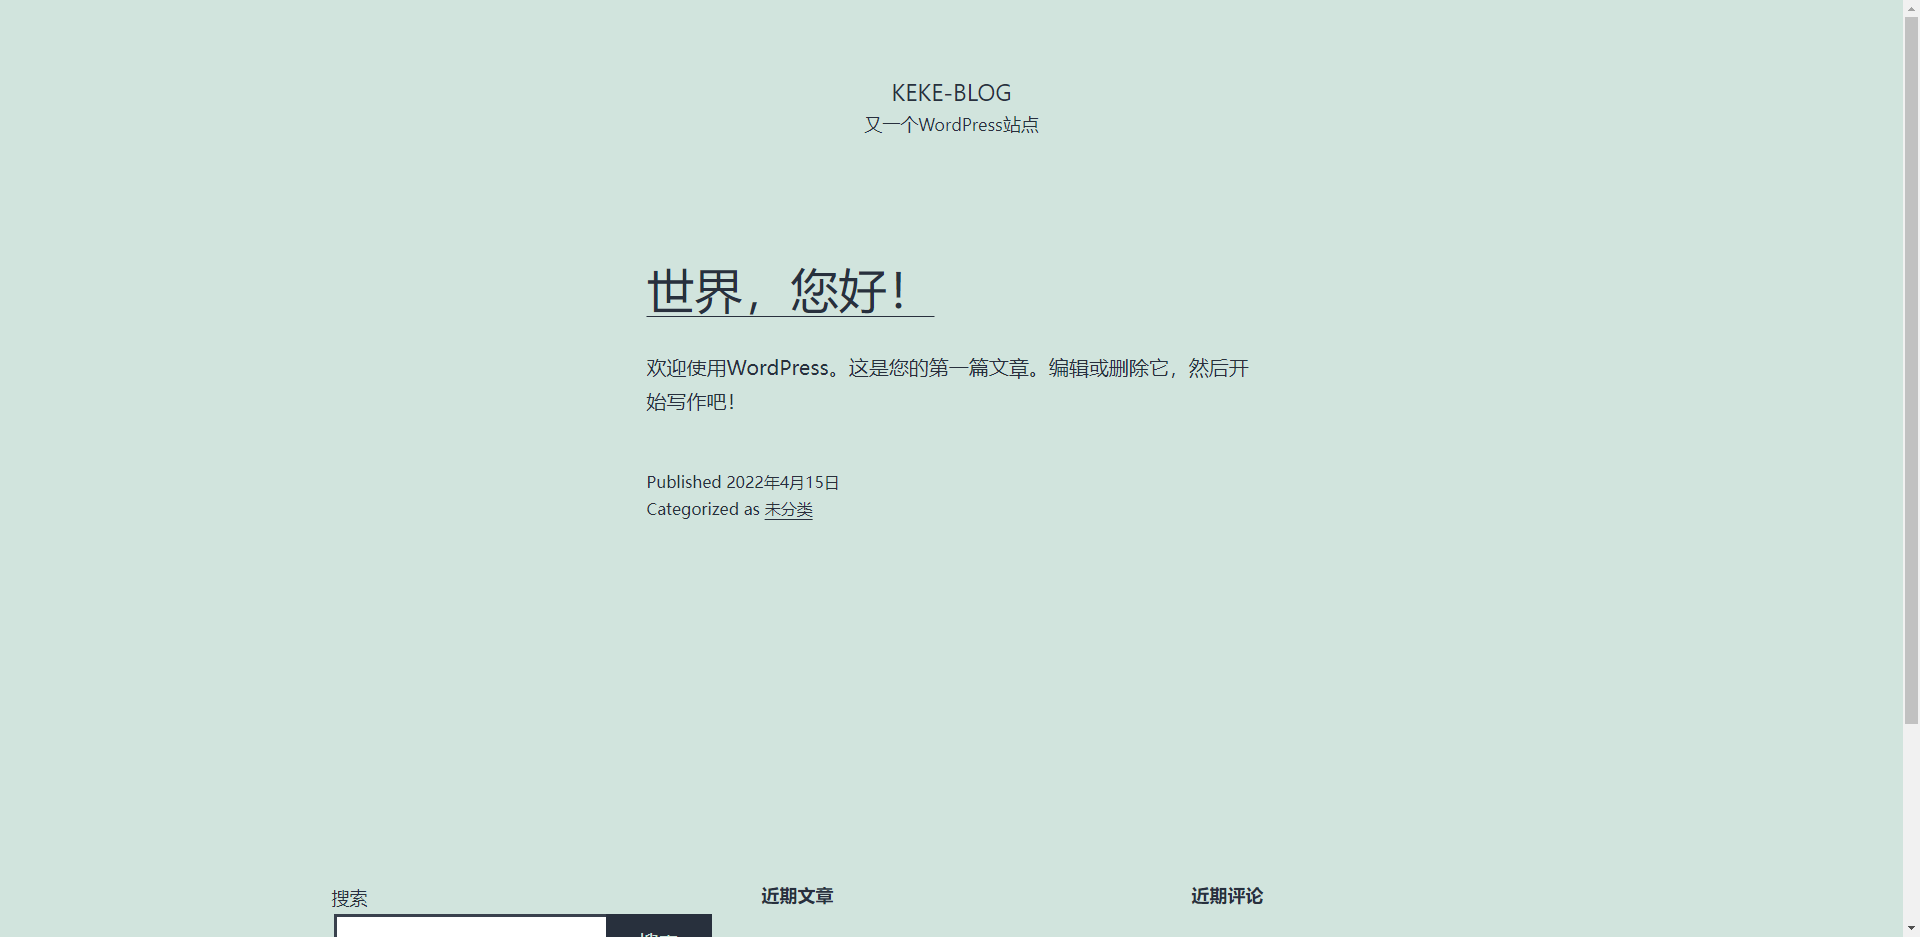 KEKE-BLOG
又一个WordPress站点
世界，您好！
欢迎使用WordPress。这是您的第一篇文章。编辑或删除它，然后开
始写作吧！
Published 2022年4月15日
Categorized as 未分类
搜索
近期文章
近期评论